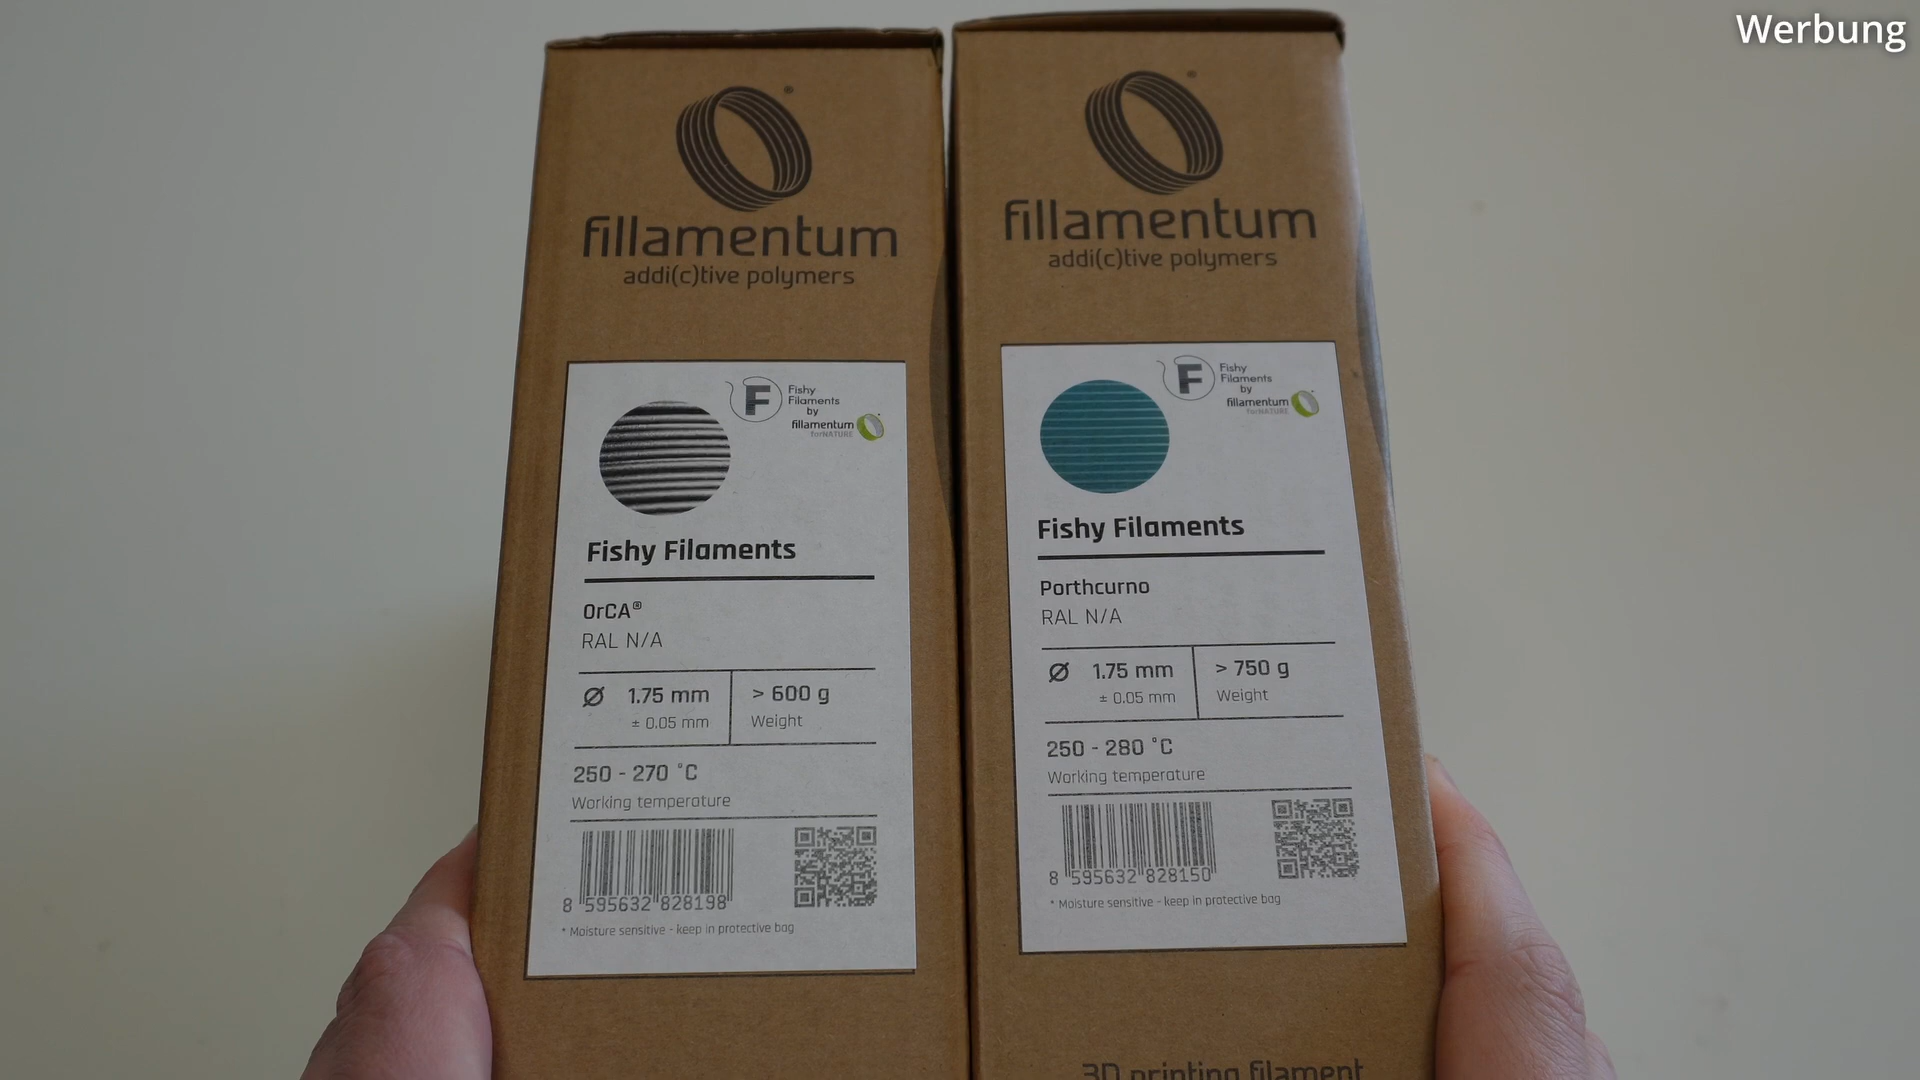 Werbung
fillamentum
addi(c)tive polymers
F
Fishy
Filaments
by
fillamentum
forNATURE
Fishy Filaments
OrCA®
RAL N/A
Ø 1.75 mm
± 0.05 mm
> 600 g
Weight
250 - 270 °C
Working temperature
8 595632 828198
* Moisture sensitive - keep in protective bag
fillamentum
addi(c)tive polymers
F
Fishy
Filaments
by
fillamentum
forNATURE
Fishy Filaments
Porthcurno
RAL N/A
Ø 1.75 mm
± 0.05 mm
> 750 g
Weight
250 - 280 °C
Working temperature
8 595632 828150
* Moisture sensitive - keep in protective bag
3D printing filament